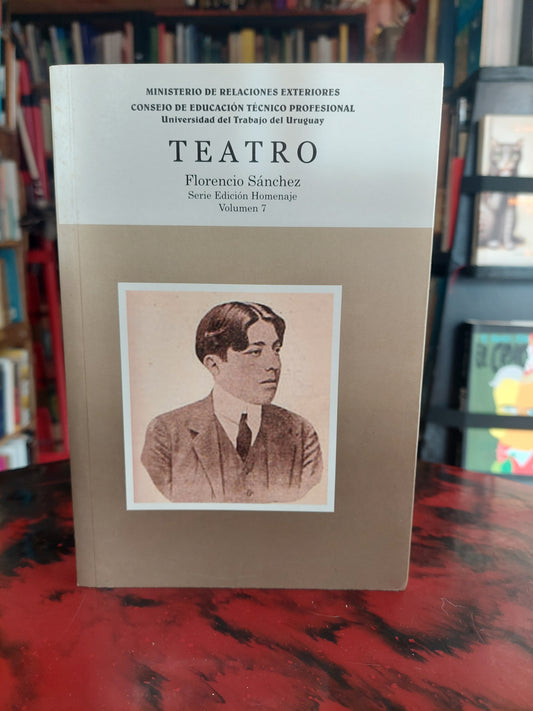 MINISTERIO DE RELACIONES EXTERIORES
CONSEJO DE EDUCACIÓN TÉCNICO PROFESIONAL
Universidad del Trabajo del Uruguay
TEATRO
Florencio Sánchez
Serie Edición Homenaje
Volumen 7